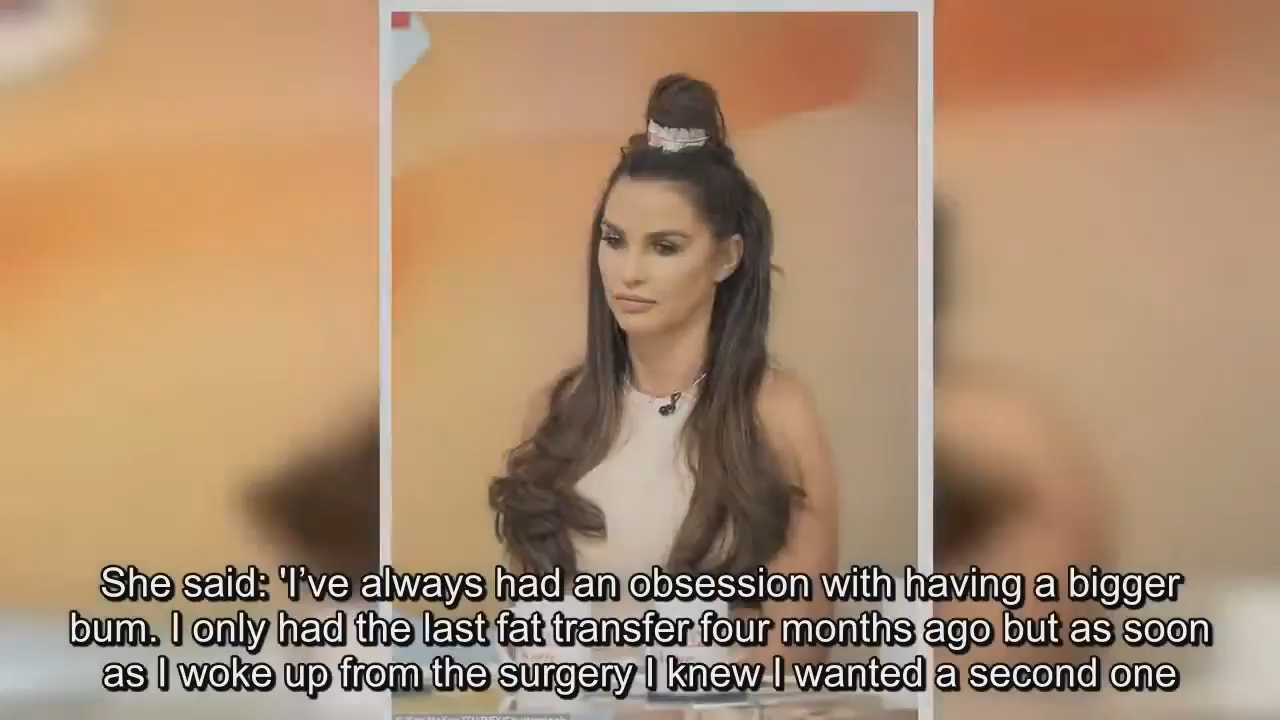 She said: 'I’ve always had an obsession with having a bigger
bum. I only had the last fat transfer four months ago but as soon
as I woke up from the surgery I knew I wanted a second one